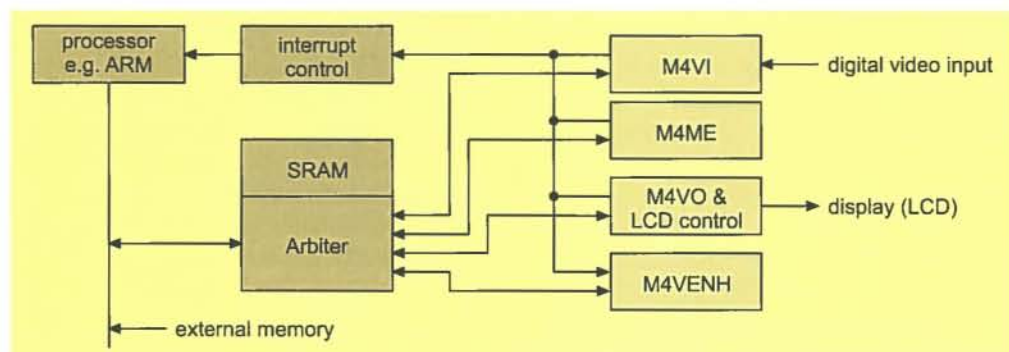 processor
e.g. ARM
interrupt
control
M4VI
digital video input
M4ME
SRAM
M4VO &
LCD control
display (LCD)
Arbiter
M4VENH
external memory